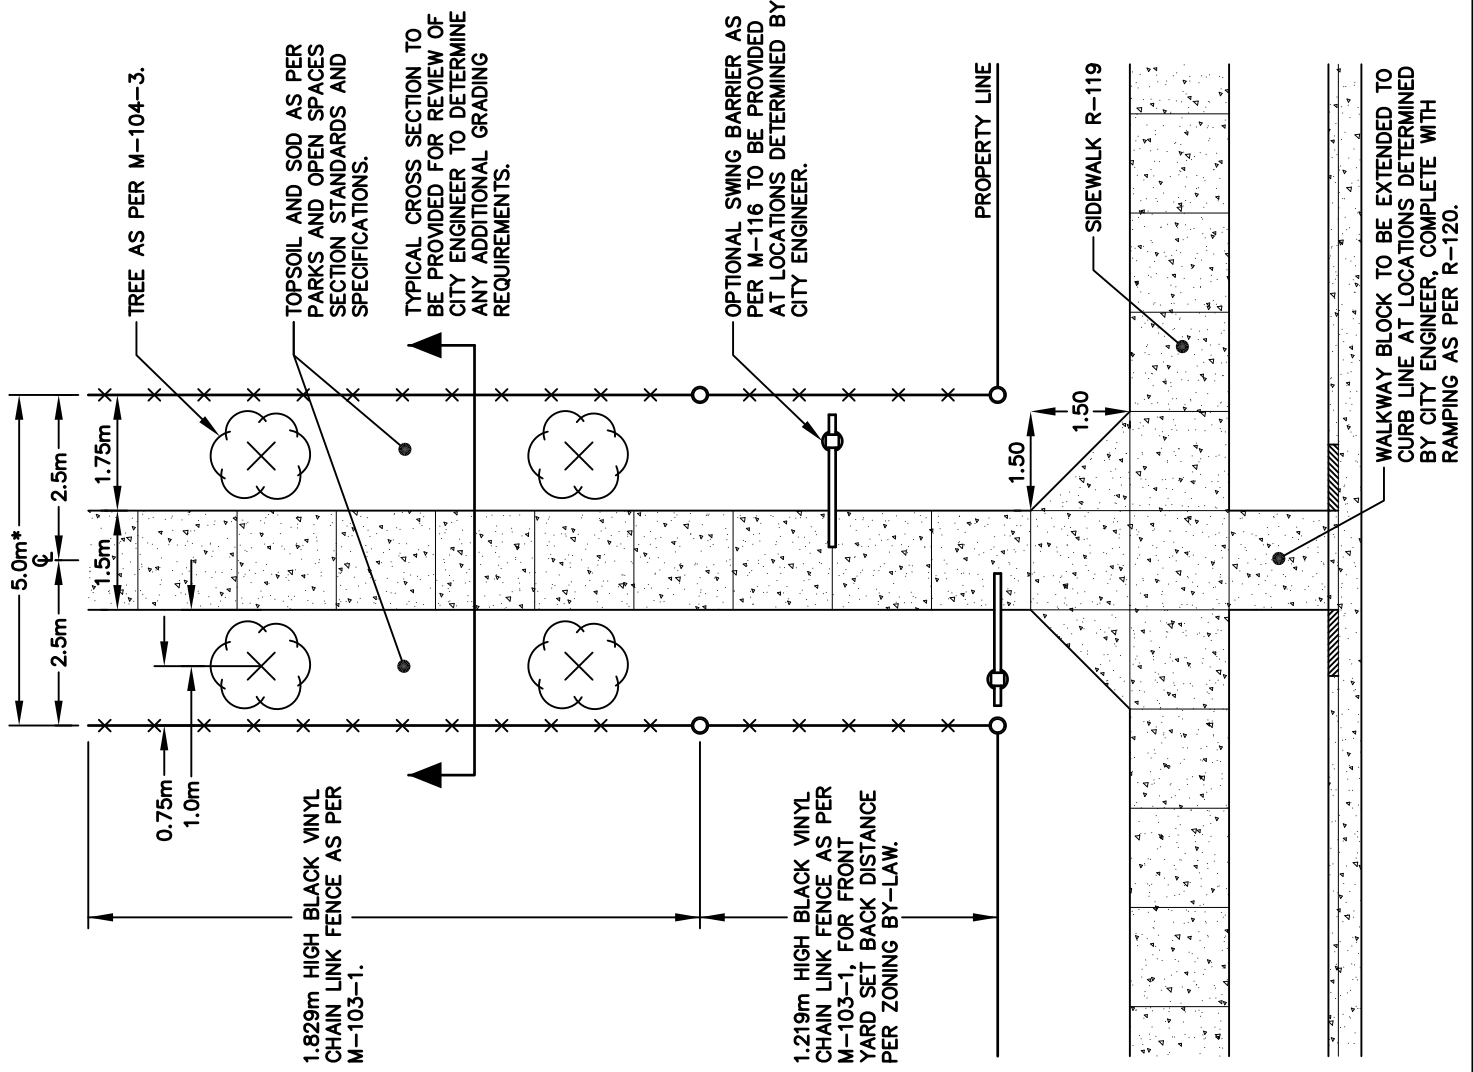 5.0m*
℄
2.5m
2.5m
1.75m
1.5m
0.75m
1.0m
TREE AS PER M-104-3.
TOPSOIL AND SOD AS PER
PARKS AND OPEN SPACES
SECTION STANDARDS AND
SPECIFICATIONS.
TYPICAL CROSS SECTION TO
BE PROVIDED FOR REVIEW OF
CITY ENGINEER TO DETERMINE
ANY ADDITIONAL GRADING
REQUIREMENTS.
OPTIONAL SWING BARRIER AS
PER M-116 TO BE PROVIDED
AT LOCATIONS DETERMINED BY
CITY ENGINEER.
PROPERTY LINE
SIDEWALK R-119
1.50
1.50
WALKWAY BLOCK TO BE EXTENDED TO
CURB LINE AT LOCATIONS DETERMINED
BY CITY ENGINEER, COMPLETE WITH
RAMPING AS PER R-120.
1.829m HIGH BLACK VINYL
CHAIN LINK FENCE AS PER
M-103-1.
1.219m HIGH BLACK VINYL
CHAIN LINK FENCE AS PER
M-103-1, FOR FRONT
YARD SET BACK DISTANCE
PER ZONING BY-LAW.